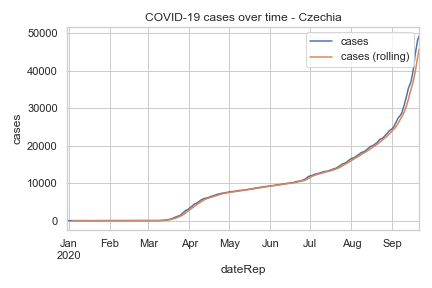 COVID-19 cases over time - Czechia
cases
cases (rolling)
50000
40000
30000
20000
10000
0
cases
Jan Feb Mar Apr May Jun Jul Aug Sep
2020
dateRep